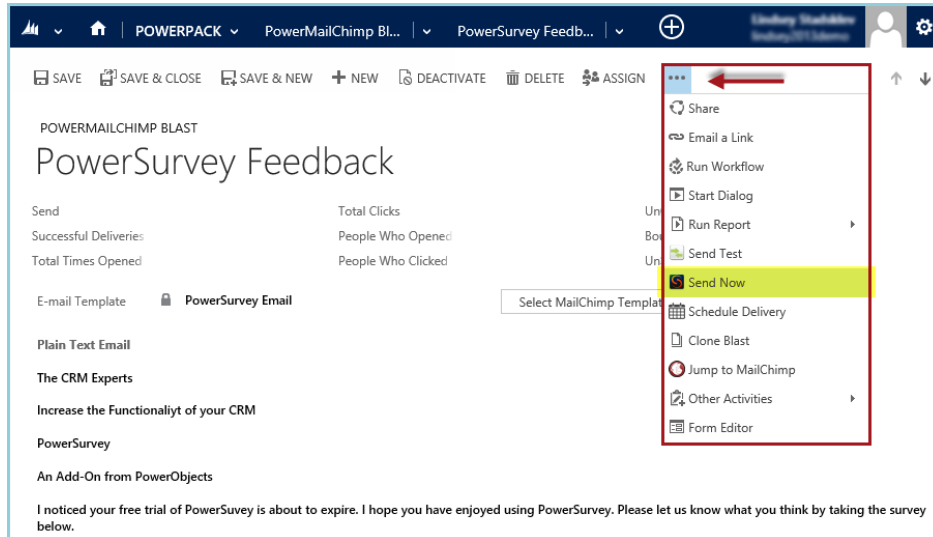 POWERPACK PowerMailChimp Bl... PowerSurvey Feedb...
SAVE SAVE & CLOSE SAVE & NEW NEW DEACTIVATE DELETE ASSIGN
Share
Email a Link
Run Workflow
Start Dialog
Run Report
Send Test
Send Now
Schedule Delivery
Clone Blast
Jump to MailChimp
Other Activities
Form Editor
POWERMAILCHIMP BLAST
PowerSurvey Feedback
Send Total Clicks
Successful Deliveries People Who Opened
Total Times Opened People Who Clicked
E-mail Template PowerSurvey Email Select MailChimp Templat
Plain Text Email
The CRM Experts
Increase the Functionaliyt of your CRM
PowerSurvey
An Add-On from PowerObjects
I noticed your free trial of PowerSuvey is about to expire. I hope you have enjoyed using PowerSurvey. Please let us know what you think by taking the survey
below.